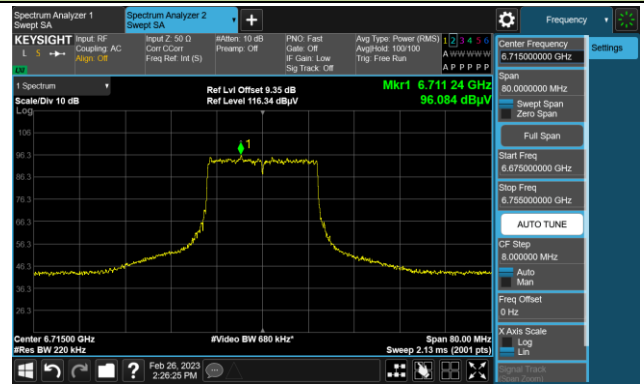 Spectrum Analyzer 1
Swept SA
Spectrum Analyzer 2
Swept SA
+
Frequency
KEYSIGHT
L S
LW
Input: RF
Coupling: AC
Align: Off
Input Z: 50 Ω
Corr CCorr
Freq Ref: Int (S)
#Atten: 10 dB
Preamp: Off
PNO: Fast
Gate: Off
IF Gain: Low
Sig Track: Off
Avg Type: Power (RMS)
Avg|Hold: 100/100
Trig: Free Run
1 2 3 4 5 6
A W W W W W
A P P P P P
1 Spectrum
Scale/Div 10 dB
Log
Ref Lvl Offset 9.35 dB
Ref Level 116.34 dBµV
Mkr1 6.711 24 GHz
96.084 dBµV
106
96.3
86.3
76.3
66.3
56.3
46.3
36.3
26.3
1
Center 6.71500 GHz
#Res BW 220 kHz
#Video BW 680 kHz*
Span 80.00 MHz
Sweep 2.13 ms (2001 pts)
Center Frequency
6.715000000 GHz
Settings
Span
80.0000000 MHz
Swept Span
Zero Span
Full Span
Start Freq
6.675000000 GHz
Stop Freq
6.755000000 GHz
AUTO TUNE
CF Step
8.000000 MHz
Auto
Man
Freq Offset
0 Hz
X Axis Scale
Log
Lin
Signal Track
(Span Zoom)
?
Feb 26, 2023
2:26:25 PM